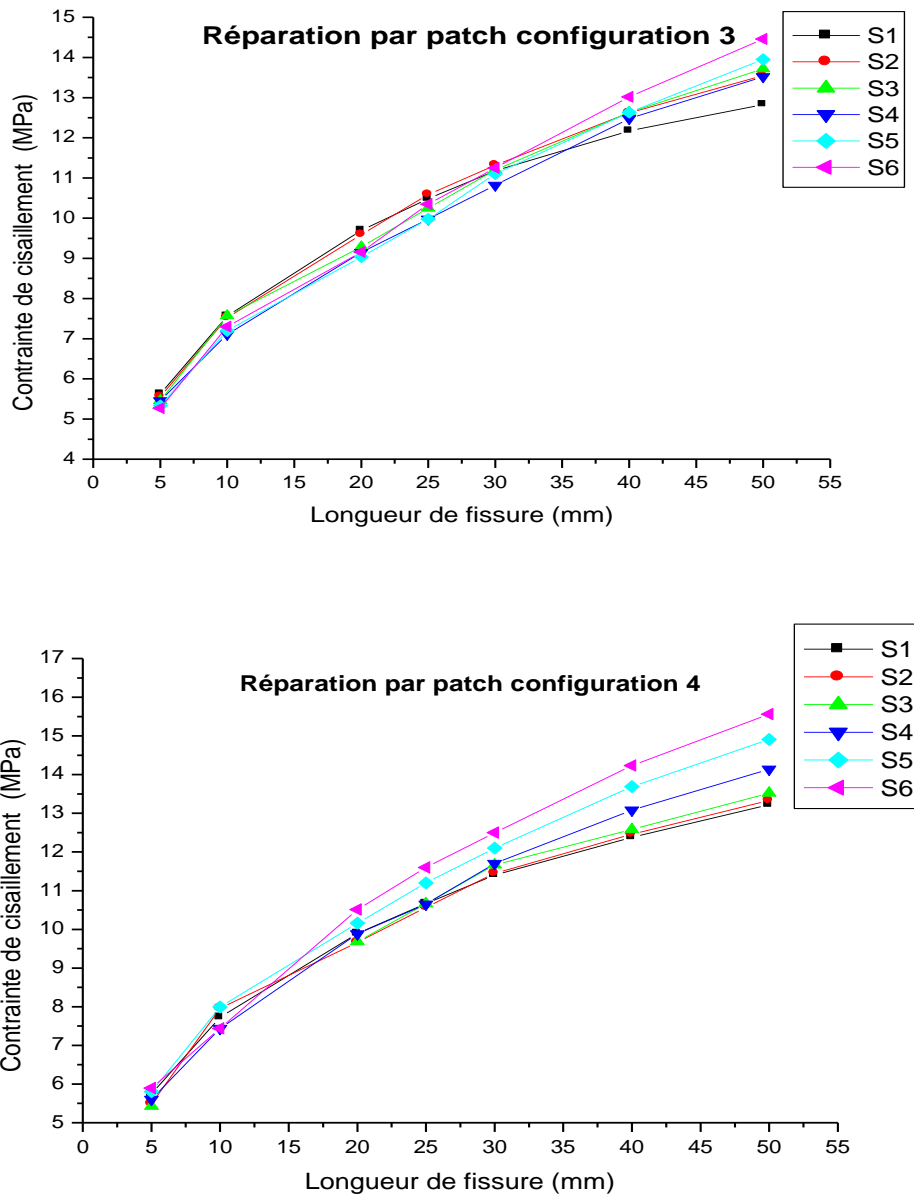 Réparation par patch configuration 3
S1
S2
S3
S4
S5
S6
Contrainte de cisaillement (MPa)
15
14
13
12
11
10
9
8
7
6
5
4
0 5 10 15 20 25 30 35 40 45 50 55
Longueur de fissure (mm)
Réparation par patch configuration 4
S1
S2
S3
S4
S5
S6
Contrainte de cisaillement (MPa)
17
16
15
14
13
12
11
10
9
8
7
6
5
0 5 10 15 20 25 30 35 40 45 50 55
Longueur de fissure (mm)